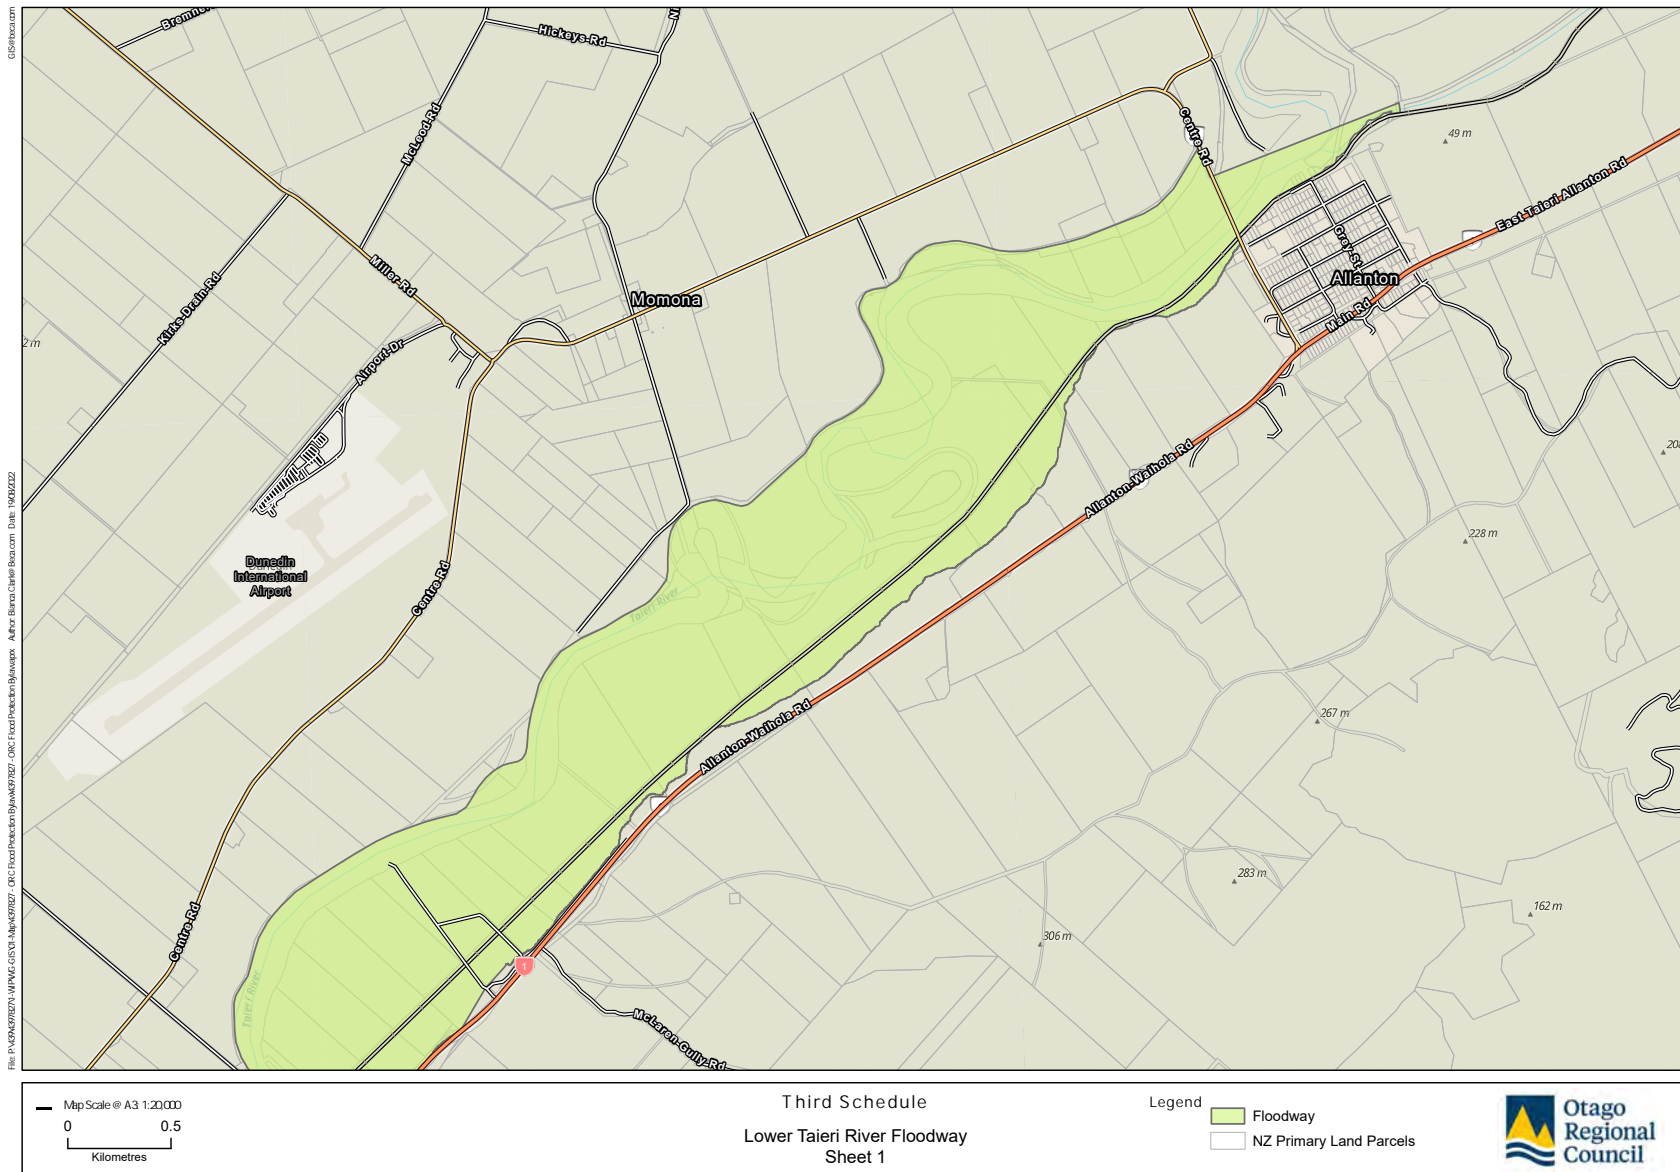 GIS@beca.com
Bremner
Hickeys-Rd
McLeod-Rd
Centre-Rd
49 m
East-Taieri-Allanton-Rd
Kirks-Drain-Rd
Miller-Rd
Momona
Grey-St
Allanton
Main-Rd
2 m
Airport-Dr
Allanton-Waihola-Rd
228 m
Dunedin
International
Airport
Centre-Rd
Taieri-River
Allanton-Waihola-Rd
267 m
283 m
162 m
306 m
Centre-Rd
Taieri River
1
McLaren-Gully-Rd
Map Scale @ A3: 1:20,000
0 0.5
Kilometres
Third Schedule
Lower Taieri River Floodway
Sheet 1
Legend
Floodway
NZ Primary Land Parcels
Otago
Regional
Council